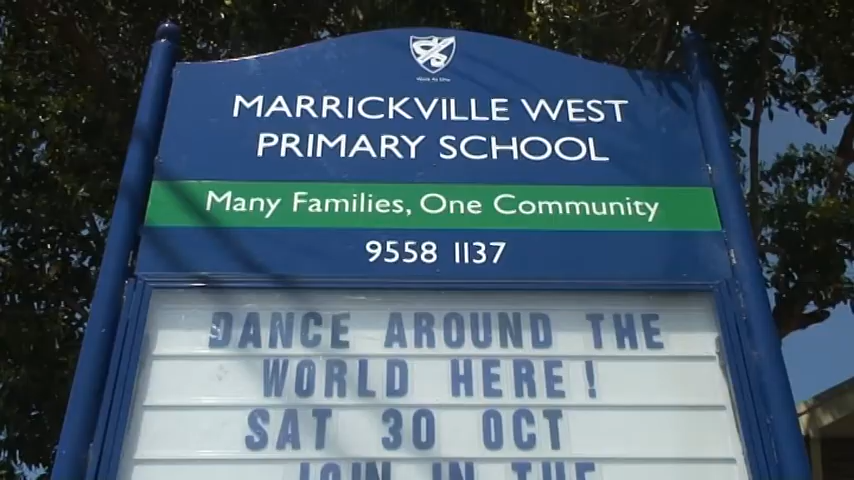 MARRICKVILLE WEST
PRIMARY SCHOOL
Many Families, One Community
9558 1137
DANCE AROUND THE
WORLD HERE!
SAT 30 OCT
JOIN IN THE